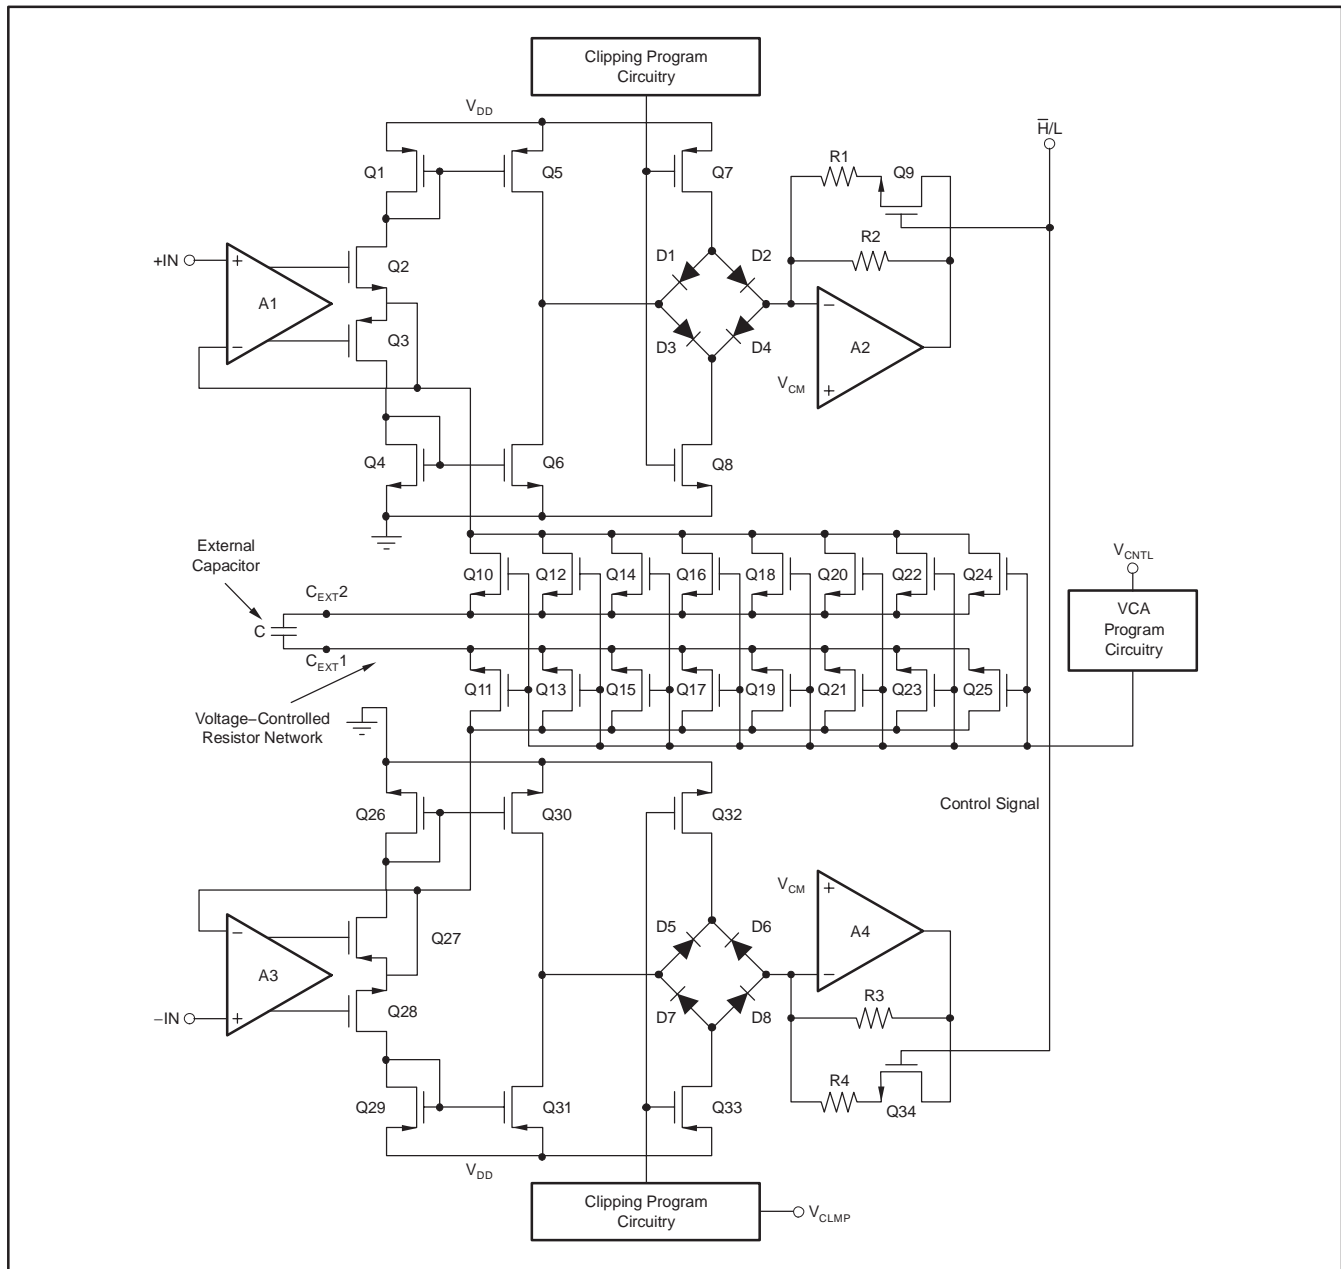 Clipping Program
Circuitry
V_DD
H̅/L
Q1
Q5
Q7
R1
Q9
R2
+IN
+
−
A1
Q2
Q3
D1
D2
D3
D4
−
A2
V_CM
+
Q4
Q6
Q8
External
Capacitor
C_EXT2
C
C_EXT1
Q10
Q12
Q14
Q16
Q18
Q20
Q22
Q24
V_CNTL
VCA
Program
Circuitry
Q11
Q13
Q15
Q17
Q19
Q21
Q23
Q25
Voltage–Controlled
Resistor Network
Q26
Q30
Q32
Control Signal
−
A3
+
−IN
Q27
Q28
D5
D6
D7
D8
V_CM
+
A4
−
R3
R4
Q34
Q29
Q31
Q33
V_DD
Clipping Program
Circuitry
V_CLMP